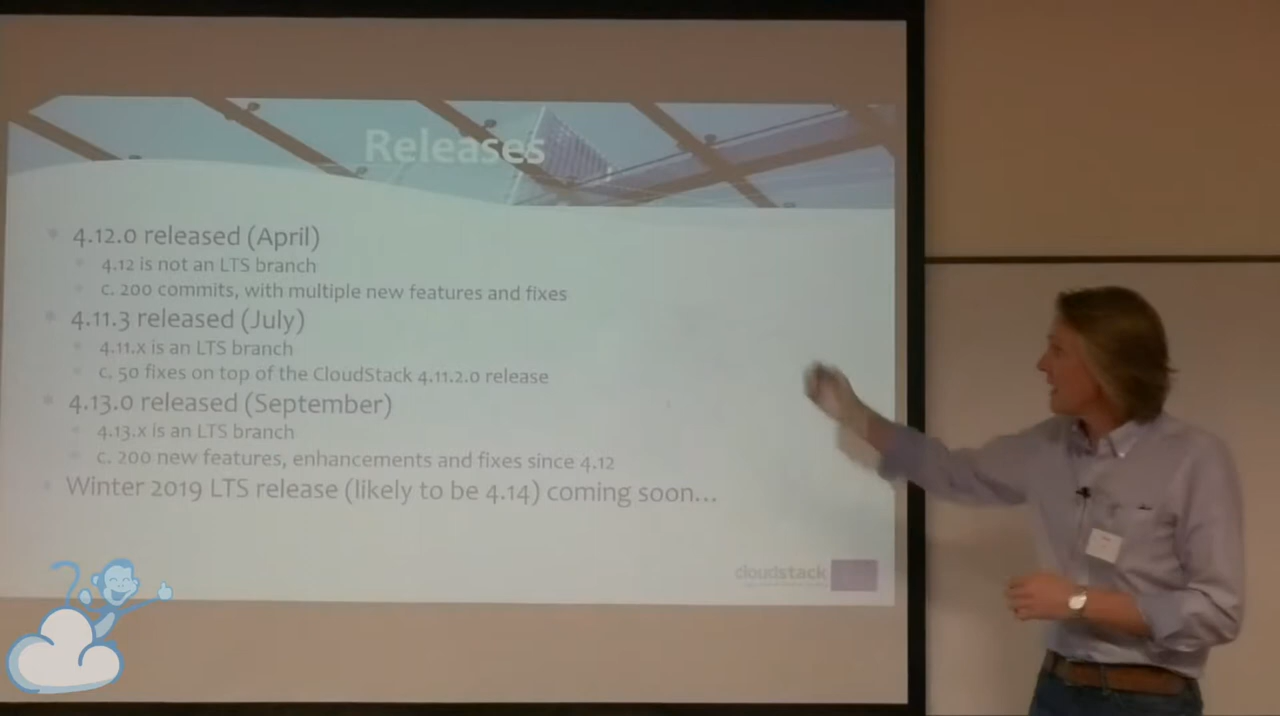 Releases
4.12.0 released (April)
4.12 is not an LTS branch
c. 200 commits, with multiple new features and fixes
4.11.3 released (July)
4.11.x is an LTS branch
c. 50 fixes on top of the CloudStack 4.11.2.0 release
4.13.0 released (September)
4.13.x is an LTS branch
c. 200 new features, enhancements and fixes since 4.12
Winter 2019 LTS release (likely to be 4.14) coming soon...
cloudstack